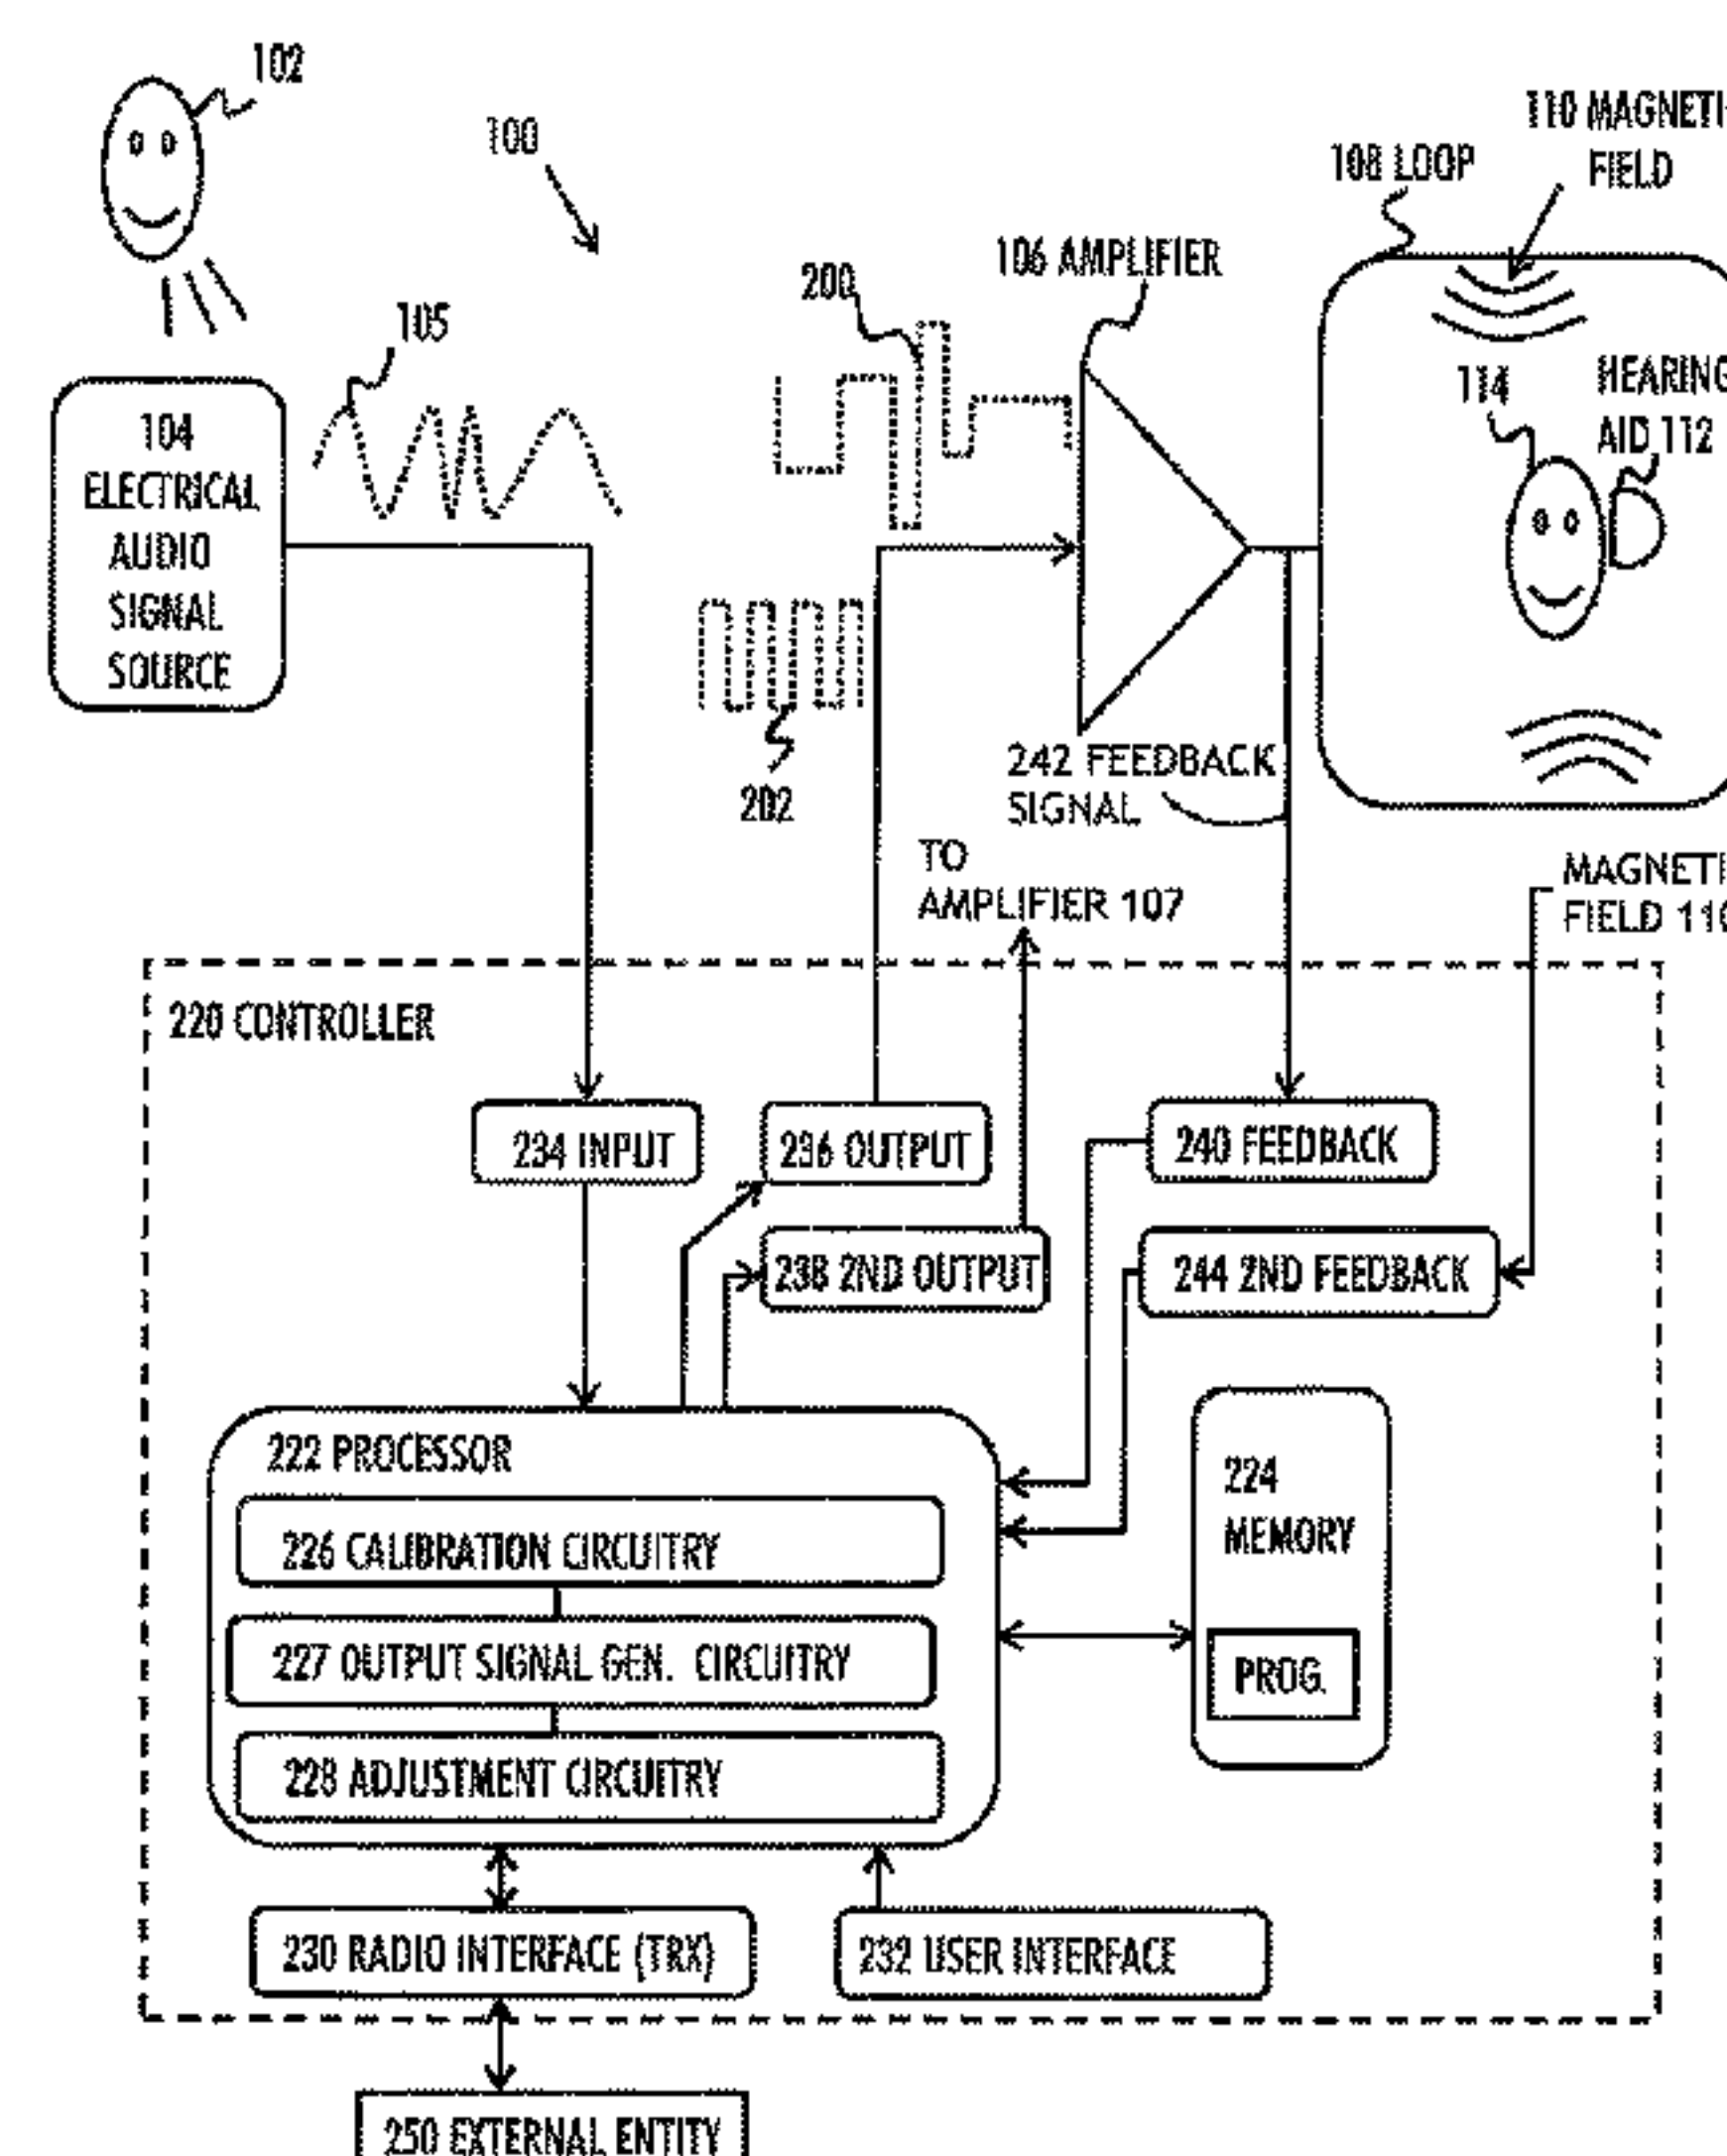 102
100
110 MAGNETI
FIELD
108 LOOP
106 AMPLIFIER
200
105
104
ELECTRICAL
AUDIO
SIGNAL
SOURCE
114
HEARING
AID 112
202
242 FEEDBACK
SIGNAL
TO
AMPLIFIER 107
MAGNETI
FIELD 110
220 CONTROLLER
234 INPUT
236 OUTPUT
240 FEEDBACK
238 2ND OUTPUT
244 2ND FEEDBACK
222 PROCESSOR
226 CALIBRATION CIRCUITRY
227 OUTPUT SIGNAL GEN. CIRCUITRY
228 ADJUSTMENT CIRCUITRY
224
MEMORY
PROG.
230 RADIO INTERFACE (TRX)
232 USER INTERFACE
250 EXTERNAL ENTITY